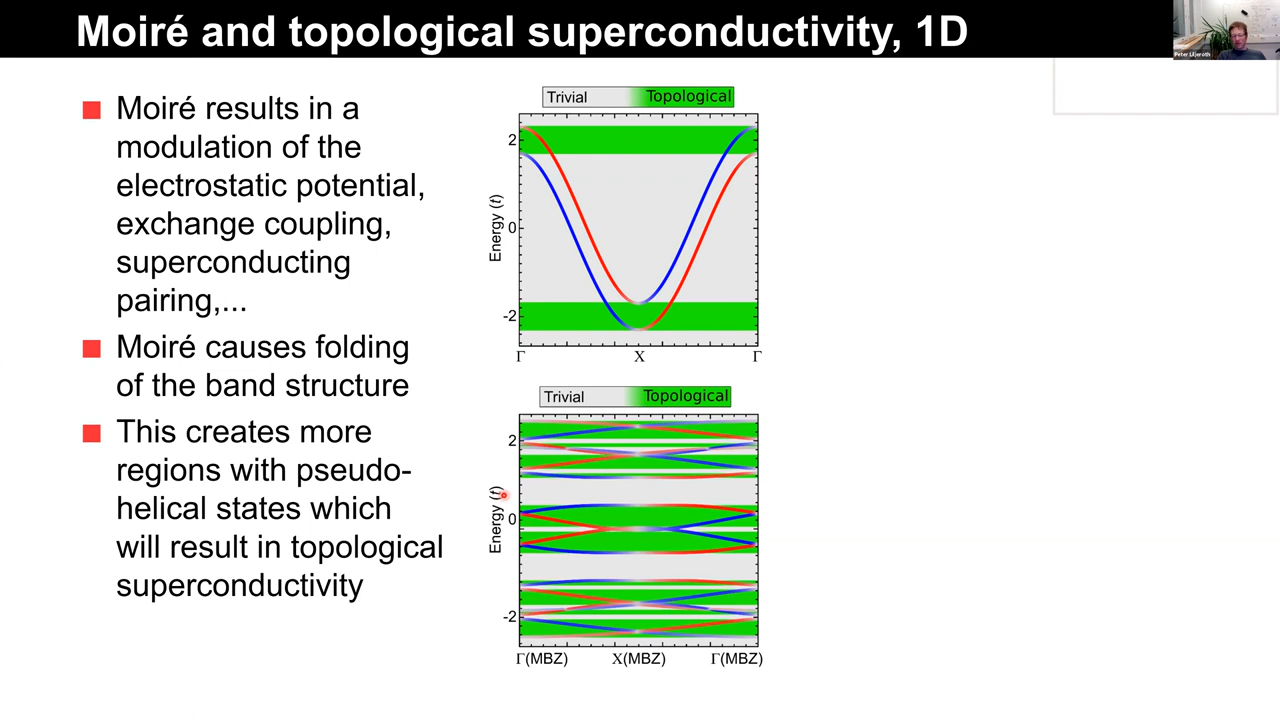 Moiré and topological superconductivity, 1D
Peter Liljeroth
Moiré results in a
modulation of the
electrostatic potential,
exchange coupling,
superconducting
pairing,...
Moiré causes folding
of the band structure
This creates more
regions with pseudo-
helical states which
will result in topological
superconductivity
Trivial Topological
Energy (t)
2
0
-2
Γ X Γ
Trivial Topological
Energy (t)
2
0
-2
Γ(MBZ) X(MBZ) Γ(MBZ)